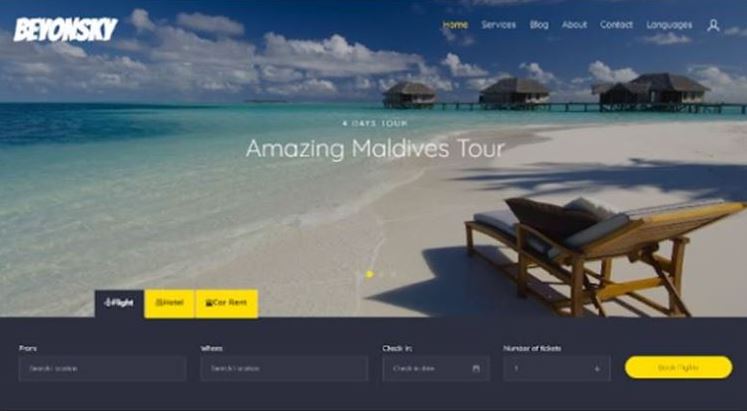 BEYONSKY
Home Services Blog About Contact Languages
4 DAYS TOUR
Amazing Maldives Tour
Flight Hotel Car Rent
From Where Check In Number of tickets
Search Location Search Location Check in date 1
Book Flights